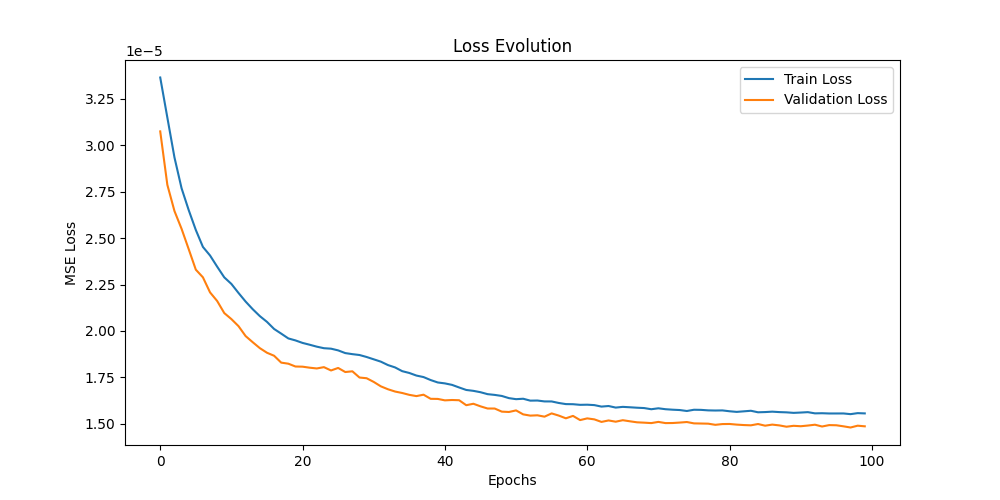 Loss Evolution
1e−5
Train Loss
Validation Loss
3.25
3.00
2.75
2.50
2.25
2.00
1.75
1.50
MSE Loss
0 20 40 60 80 100
Epochs